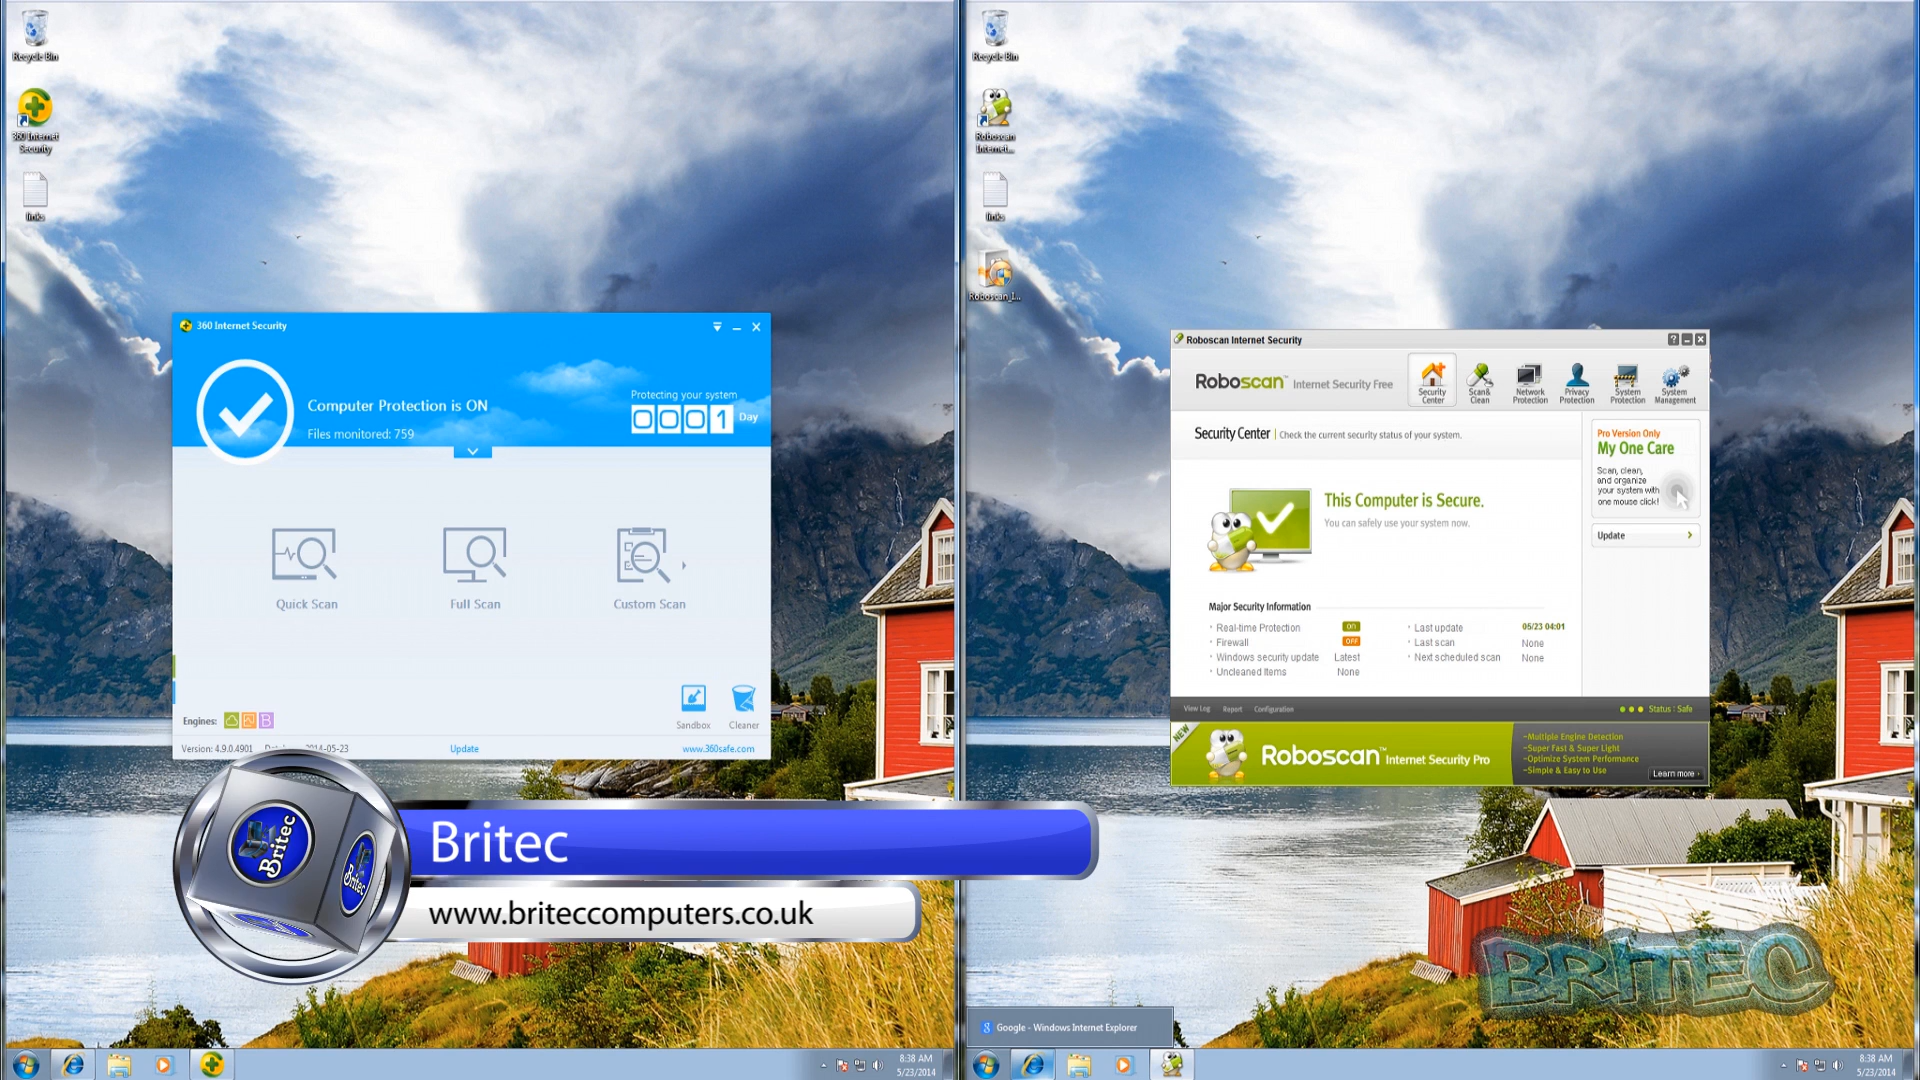 Recycle Bin
360 Internet
Security
links
360 Internet Security
Computer Protection is ON
Files monitored: 759
Protecting your system
0001 Day
Quick Scan
Full Scan
Custom Scan
Engines:
Sandbox
Cleaner
Version: 4.9.0.4901
2014-05-23
Update
www.360safe.com
Britec
Britec
Britec
www.briteccomputers.co.uk
8:38 AM
5/23/2014
Recycle Bin
Roboscan
Internet...
links
Roboscan_I...
Roboscan Internet Security
Roboscan™ Internet Security Free
Security
Center
Scan&
Clean
Network
Protection
Privacy
Protection
System
Protection
System
Management
Security Center | Check the current security status of your system.
Pro Version Only
My One Care
Scan, clean,
and organize
your system with
one mouse click!
Update
This Computer is Secure.
You can safely use your system now.
Major Security Information
Real-time Protection ON
Firewall OFF
Windows security update Latest
Uncleaned Items None
Last update 05/23 04:01
Last scan None
Next scheduled scan None
View Log Report Configuration
Status : Safe
NEW
Roboscan™ Internet Security Pro
-Multiple Engine Detection
-Super Fast & Super Light
-Optimize System Performance
-Simple & Easy to Use
Learn more
BRITEC
Google - Windows Internet Explorer
8:38 AM
5/23/2014